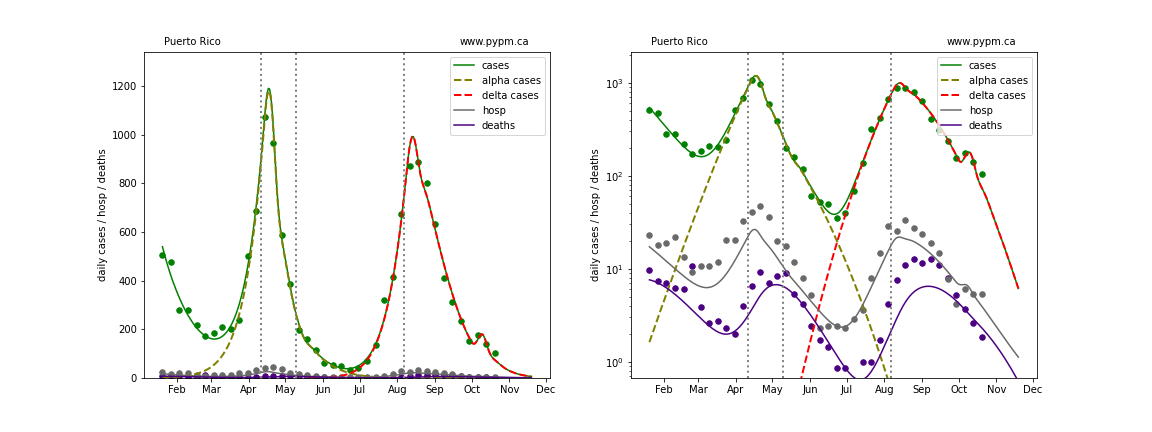 Puerto Rico www.pypm.ca
cases
alpha cases
delta cases
hosp
deaths
daily cases / hosp / deaths
1200
1000
800
600
400
200
0
Feb Mar Apr May Jun Jul Aug Sep Oct Nov Dec
Puerto Rico www.pypm.ca
cases
alpha cases
delta cases
hosp
deaths
daily cases / hosp / deaths
10³
10²
10¹
10⁰
Feb Mar Apr May Jun Jul Aug Sep Oct Nov Dec